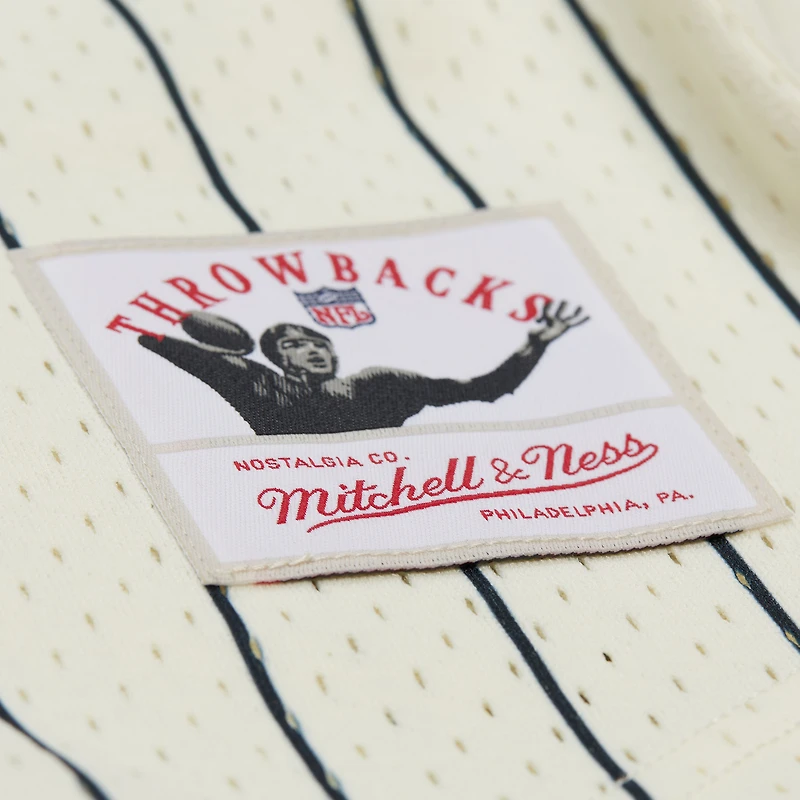 THROWBACKS
NFL
NOSTALGIA CO.
Mitchell & Ness
PHILADELPHIA, PA.